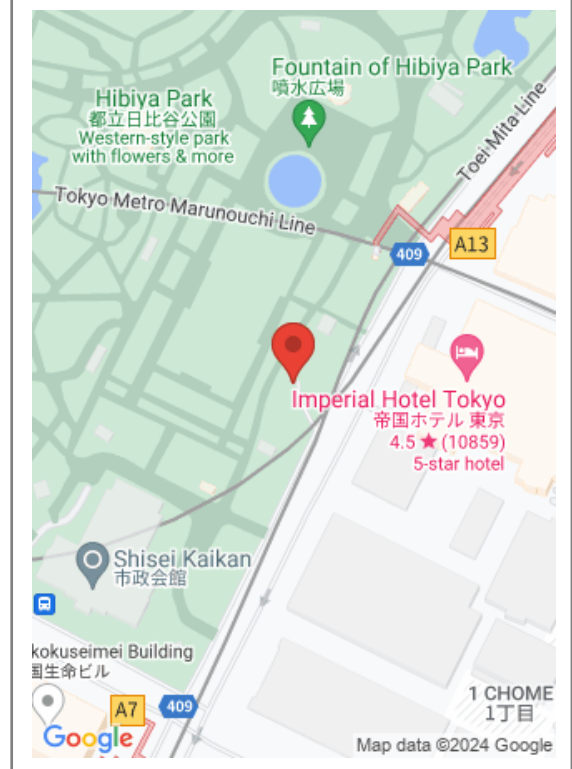 Fountain of Hibiya Park
噴水広場
Hibiya Park
都立日比谷公園
Western-style park
with flowers & more
Toei Mita Line
Tokyo Metro Marunouchi Line
409
A13
Imperial Hotel Tokyo
帝国ホテル 東京
4.5 ★ (10859)
5-star hotel
Shisei Kaikan
市政会館
kokuseimei Building
国生命ビル
A7
409
1 CHOME
1丁目
Google
Map data ©2024 Google